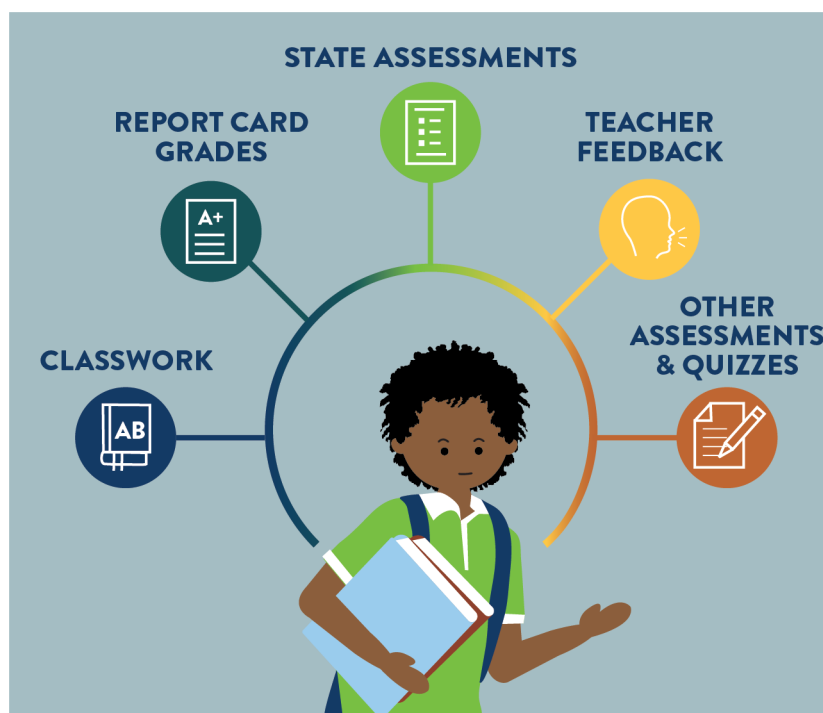 STATE ASSESSMENTS
REPORT CARD
GRADES
TEACHER
FEEDBACK
A+
OTHER
ASSESSMENTS
& QUIZZES
CLASSWORK
AB